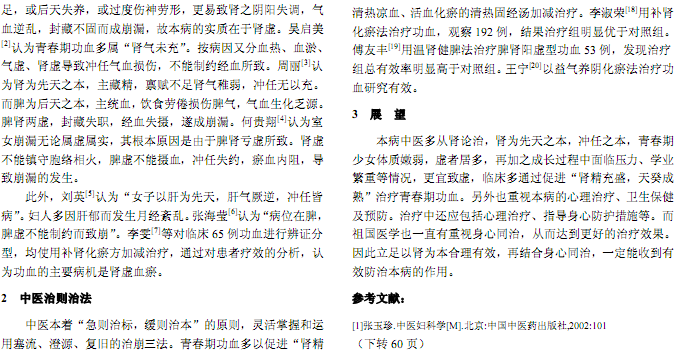 足，或后天失养，或过度伤神劳形，更易致肾之阴阳失调，气
血逆乱，封藏不固而成崩漏，故本病的实质在于肾虚。吴启美
[2]认为青春期功血多属“肾气未充”。按病因又分血热、血淤、
气虚、肾虚导致冲任气血损伤，不能制约经血所致。周丽[3]认
为肾为先天之本，主藏精，禀赋不足肾气稚弱，冲任无以充。
而脾为后天之本，主统血，饮食劳倦损伤脾气，气血生化乏源。
脾肾两虚，封藏失职，经血失摄，遂成崩漏。何贵翔[4]认为室
女崩漏无论属虚属实，其根本原因是由于脾肾亏虚所致。肾虚
不能镇守胞络相火，脾虚不能摄血，冲任失约，瘀血内阻，导
致崩漏的发生。
此外，刘英[5]认为“女子以肝为先天，肝气厥逆，冲任皆
病”。妇人多因肝郁而发生月经紊乱。张海莹[6]认为“病位在脾，
脾虚不能制约而致崩”。李雯[7]等对临床 65 例功血进行辨证分
型，均使用补肾化瘀方加减治疗，通过对患者疗效的分析，认
为功血的主要病机是肾虚血瘀。
2 中医治则治法
中医本着“急则治标，缓则治本”的原则，灵活掌握和运
用塞流、澄源、复旧的治崩三法。青春期功血多以促进“肾精
清热凉血、活血化瘀的清热固经汤加减治疗。李淑荣[18]用补肾
化瘀法治疗功血，观察 192 例，结果治疗组明显优于对照组。
傅友丰[19]用温肾健脾法治疗脾肾阳虚型功血 53 例，发现治疗
组总有效率明显高于对照组。王宁[20]以益气养阴化瘀法治疗功
血研究有效。
3 展 望
本病中医多从肾论治，肾为先天之本，冲任之本，青春期
少女体质嫩弱，虚者居多，再加之成长过程中面临压力、学业
繁重等情况，更宜致虚，临床多通过促进“肾精充盛，天癸成
熟”治疗青春期功血。另外也重视本病的心理治疗、卫生保健
及预防。治疗中还应包括心理治疗、指导身心防护措施等。而
祖国医学也一直有重视身心同治，从而达到更好的治疗效果。
因此立足以肾为本合理有效，再结合身心同治，一定能收到有
效防治本病的作用。
参考文献：
[1]张玉珍.中医妇科学[M].北京:中国中医药出版社,2002:101
（下转 60 页）